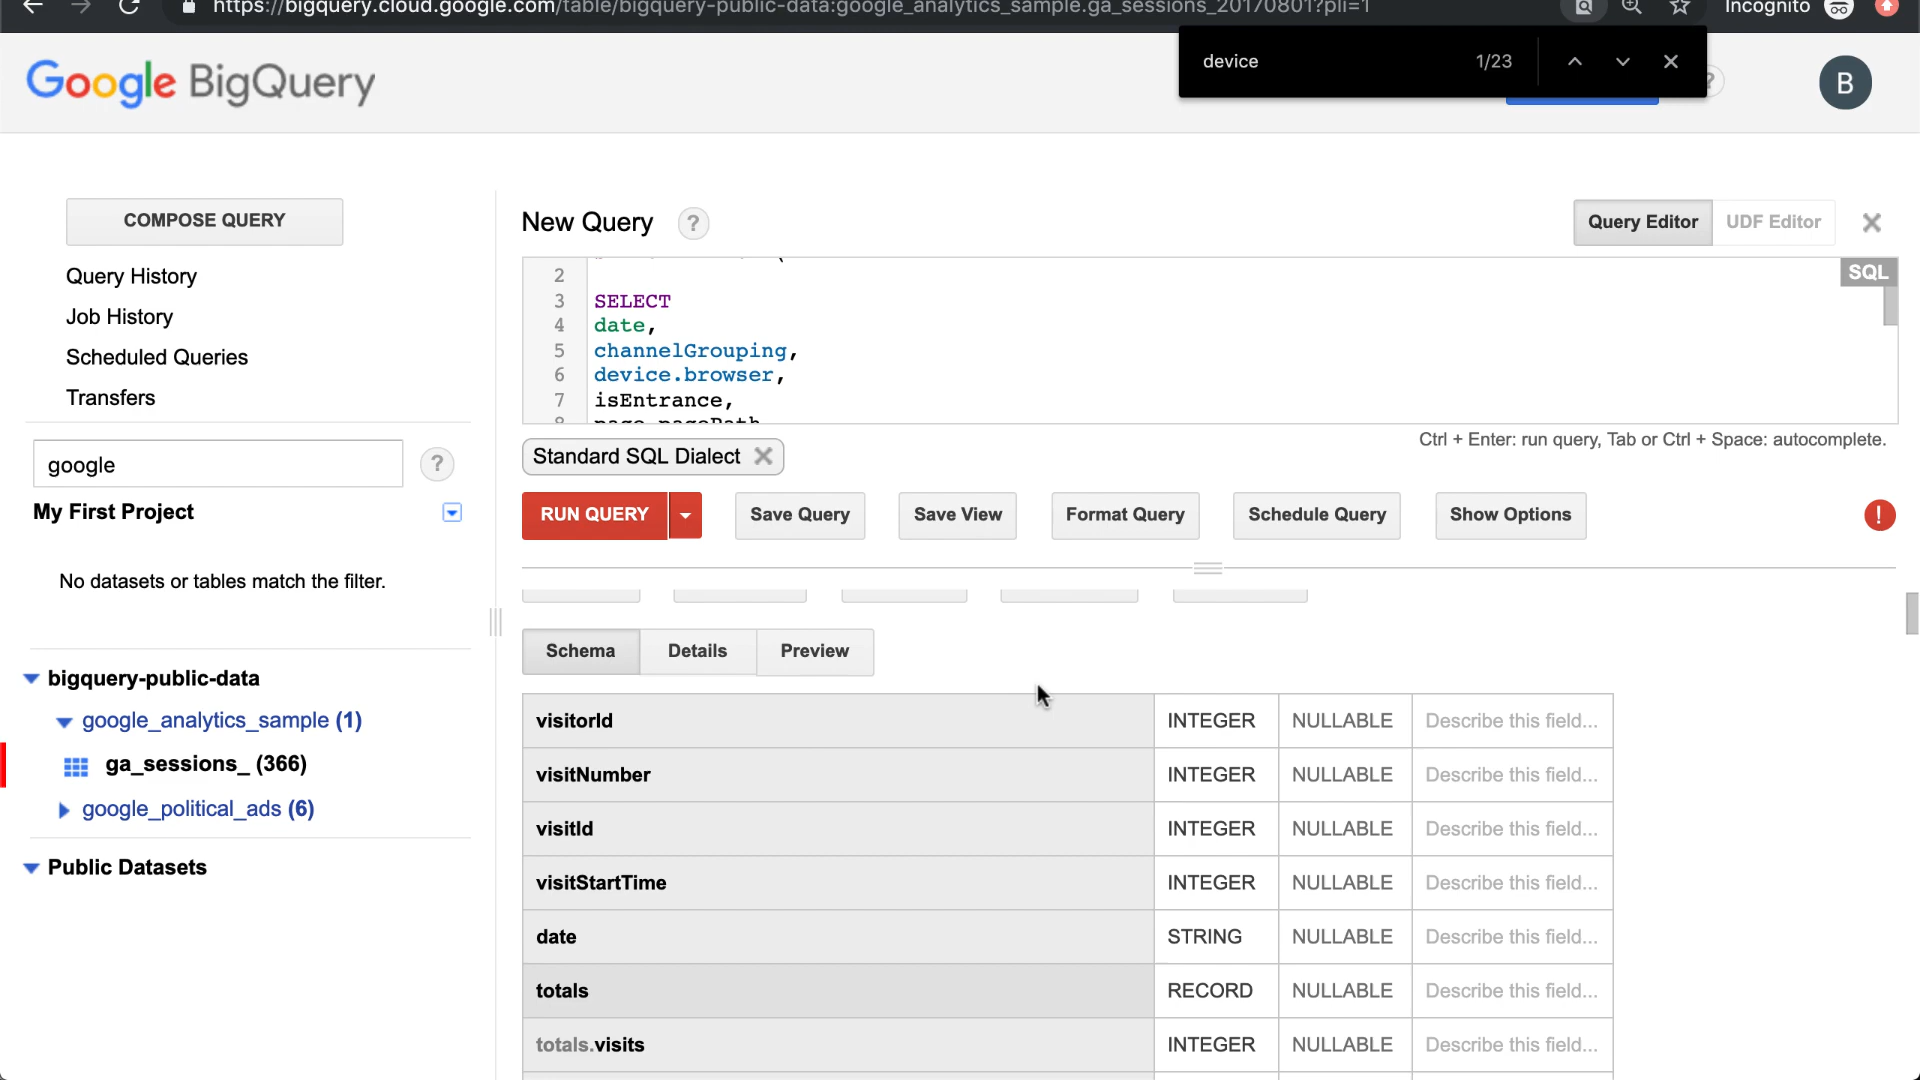 https://bigquery.cloud.google.com/table/bigquery-public-data:google_analytics_sample.ga_sessions_20170801?pli=1
Incognito
device 1/23
Google BigQuery
?
B
COMPOSE QUERY
Query History
Job History
Scheduled Queries
Transfers
google
?
My First Project
No datasets or tables match the filter.
bigquery-public-data
google_analytics_sample (1)
ga_sessions_ (366)
google_political_ads (6)
Public Datasets
New Query ?
Query Editor UDF Editor
SQL
2
3 SELECT
4 date,
5 channelGrouping,
6 device.browser,
7 isEntrance,
Ctrl + Enter: run query, Tab or Ctrl + Space: autocomplete.
Standard SQL Dialect
RUN QUERY Save Query Save View Format Query Schedule Query Show Options !
Schema Details Preview
visitorId INTEGER NULLABLE Describe this field...
visitNumber INTEGER NULLABLE Describe this field...
visitId INTEGER NULLABLE Describe this field...
visitStartTime INTEGER NULLABLE Describe this field...
date STRING NULLABLE Describe this field...
totals RECORD NULLABLE Describe this field...
totals.visits INTEGER NULLABLE Describe this field...